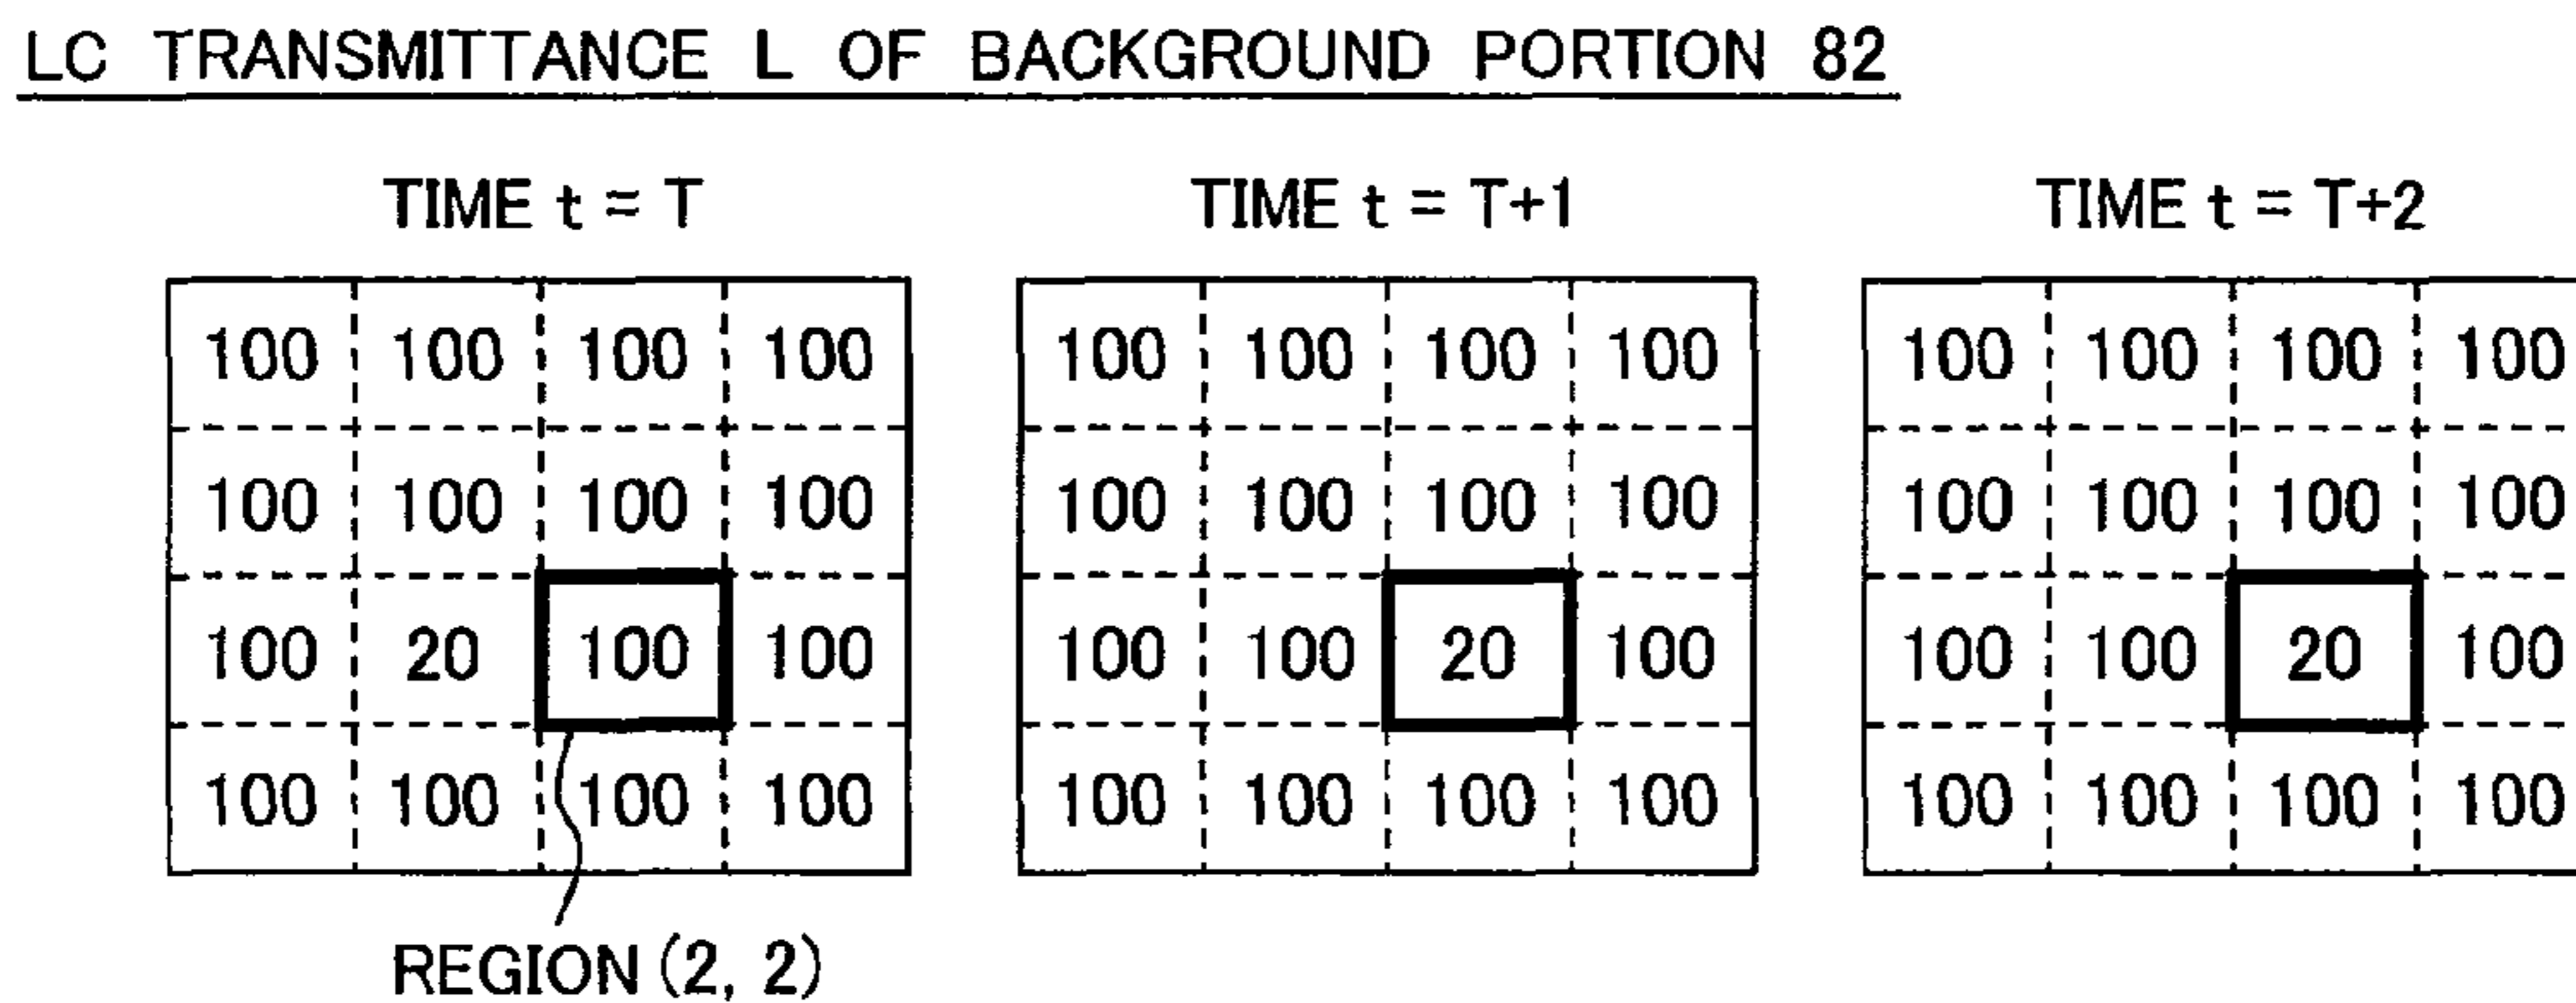 LC TRANSMITTANCE L OF BACKGROUND PORTION 82
TIME t = T TIME t = T+1 TIME t = T+2
100 100 100 100 100 100 100 100 100 100 100 100
100 100 100 100 100 100 100 100 100 100 100 100
100 20 100 100 100 100 20 100 100 100 20 100
100 100 100 100 100 100 100 100 100 100 100 100
REGION (2, 2)